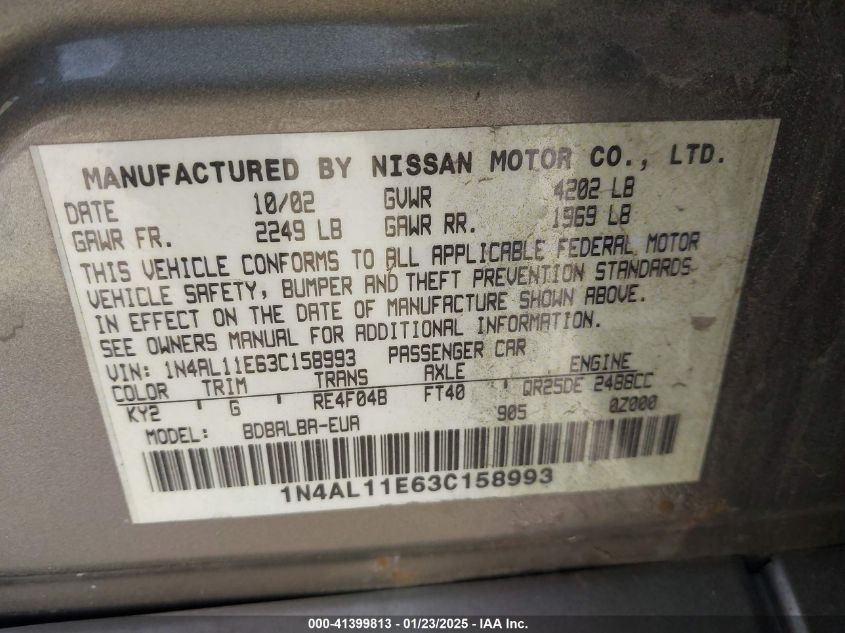 MANUFACTURED BY NISSAN MOTOR CO., LTD.
DATE 10/02 GVWR 4202 LB
GAWR FR. 2249 LB GAWR RR. 1969 LB
THIS VEHICLE CONFORMS TO ALL APPLICABLE FEDERAL MOTOR
VEHICLE SAFETY, BUMPER AND THEFT PREVENTION STANDARDS
IN EFFECT ON THE DATE OF MANUFACTURE SHOWN ABOVE.
SEE OWNERS MANUAL FOR ADDITIONAL INFORMATION.
VIN: 1N4AL11E63C158993 PASSENGER CAR
COLOR TRIM TRANS AXLE ENGINE
KY2 ' G ' RE4F04B FT40 ' QR25DE 2488CC
MODEL: BDBALBA-EUA 905 0Z000
1N4AL11E63C158993
000-41399813 - 01/23/2025 - IAA Inc.